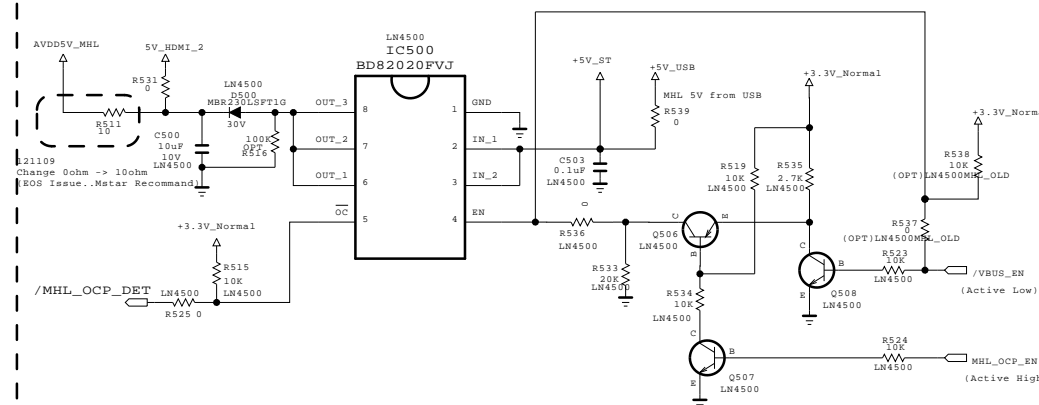 AVDD5V_MHL
5V_HDMI_2
R531
0
LN4500
D500
MBR230LSFT1G
30V
R511
10
C500
10uF
10V
LN4500
100K
OPT
R516
121109
Change 0ohm -> 10ohm
(EOS Issue..Mstar Recommand)
LN4500
IC500
BD82020FVJ
OUT_3
8
OUT_2
7
OUT_1
6
OC
5
1
GND
2
IN_1
3
IN_2
4
EN
+3.3V_Normal
R515
10K
LN4500
/MHL_OCP_DET
LN4500
R525 0
+5V_ST
+5V_USB
MHL 5V from USB
R539
0
C503
0.1uF
LN4500
0
R536
LN4500
R533
20K
LN4500
C
E
B
Q506
LN4500
R534
10K
LN4500
+3.3V_Normal
R519
10K
LN4500
R535
2.7K
LN4500
C
B
E
Q508
LN4500
C
B
E
Q507
LN4500
+3.3V_Norma
R538
10K
(OPT)LN4500MHL_OLD
R537
0
(OPT)LN4500MHL_OLD
R523
10K
LN4500
/VBUS_EN
(Active Low)
R524
10K
LN4500
MHL_OCP_EN
(Active High